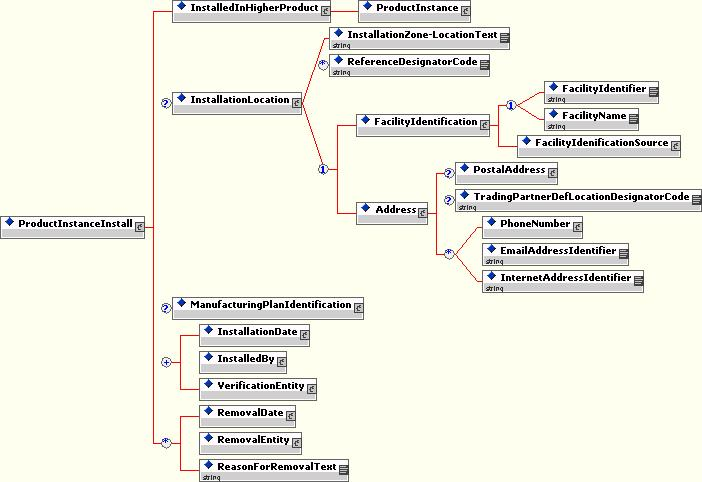 InstalledInHigherProduct
ProductInstance
InstallationZone-LocationText
string
ReferenceDesignatorCode
string
InstallationLocation
FacilityIdentification
FacilityIdentifier
string
FacilityName
string
FacilityIdenificationSource
Address
PostalAddress
TradingPartnerDefLocationDesignatorCode
string
PhoneNumber
EmailAddressIdentifier
string
InternetAddressIdentifier
string
ProductInstanceInstall
ManufacturingPlanIdentification
InstallationDate
InstalledBy
VerificationEntity
RemovalDate
RemovalEntity
ReasonForRemovalText
string